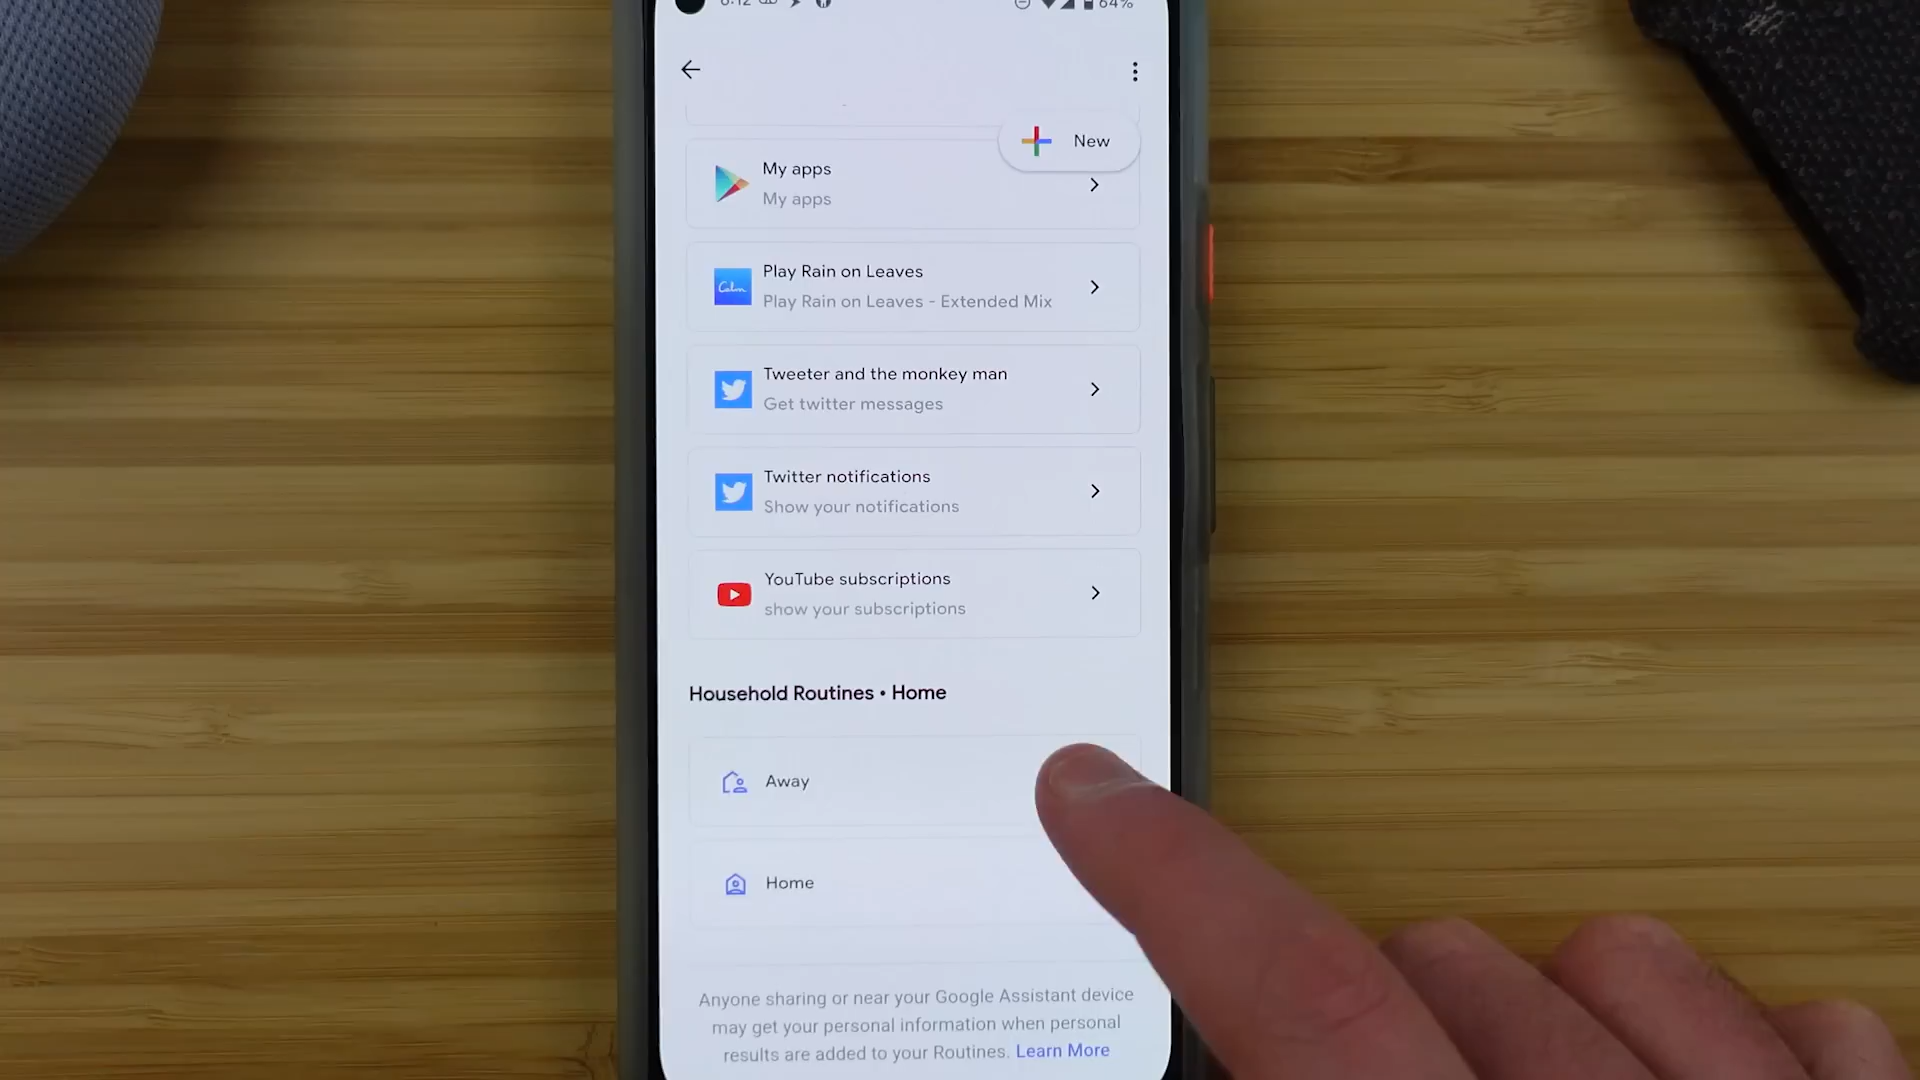 64%
New
My apps
My apps
Play Rain on Leaves
Calm
Play Rain on Leaves - Extended Mix
Tweeter and the monkey man
Get twitter messages
Twitter notifications
Show your notifications
YouTube subscriptions
show your subscriptions
Household Routines • Home
Away
Home
Anyone sharing or near your Google Assistant device
may get your personal information when personal
results are added to your Routines. Learn More